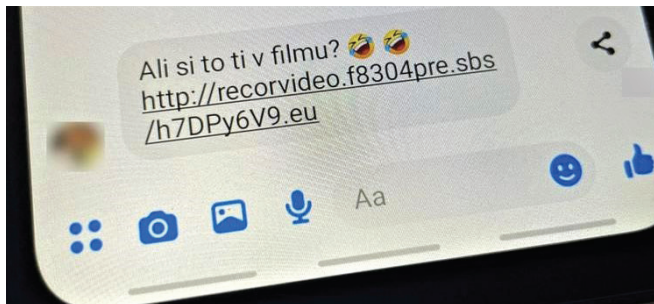 Ali si to ti v filmu? 🤣 🤣
http://recorvideo.f8304pre.sbs
/h7DPy6V9.eu
Aa